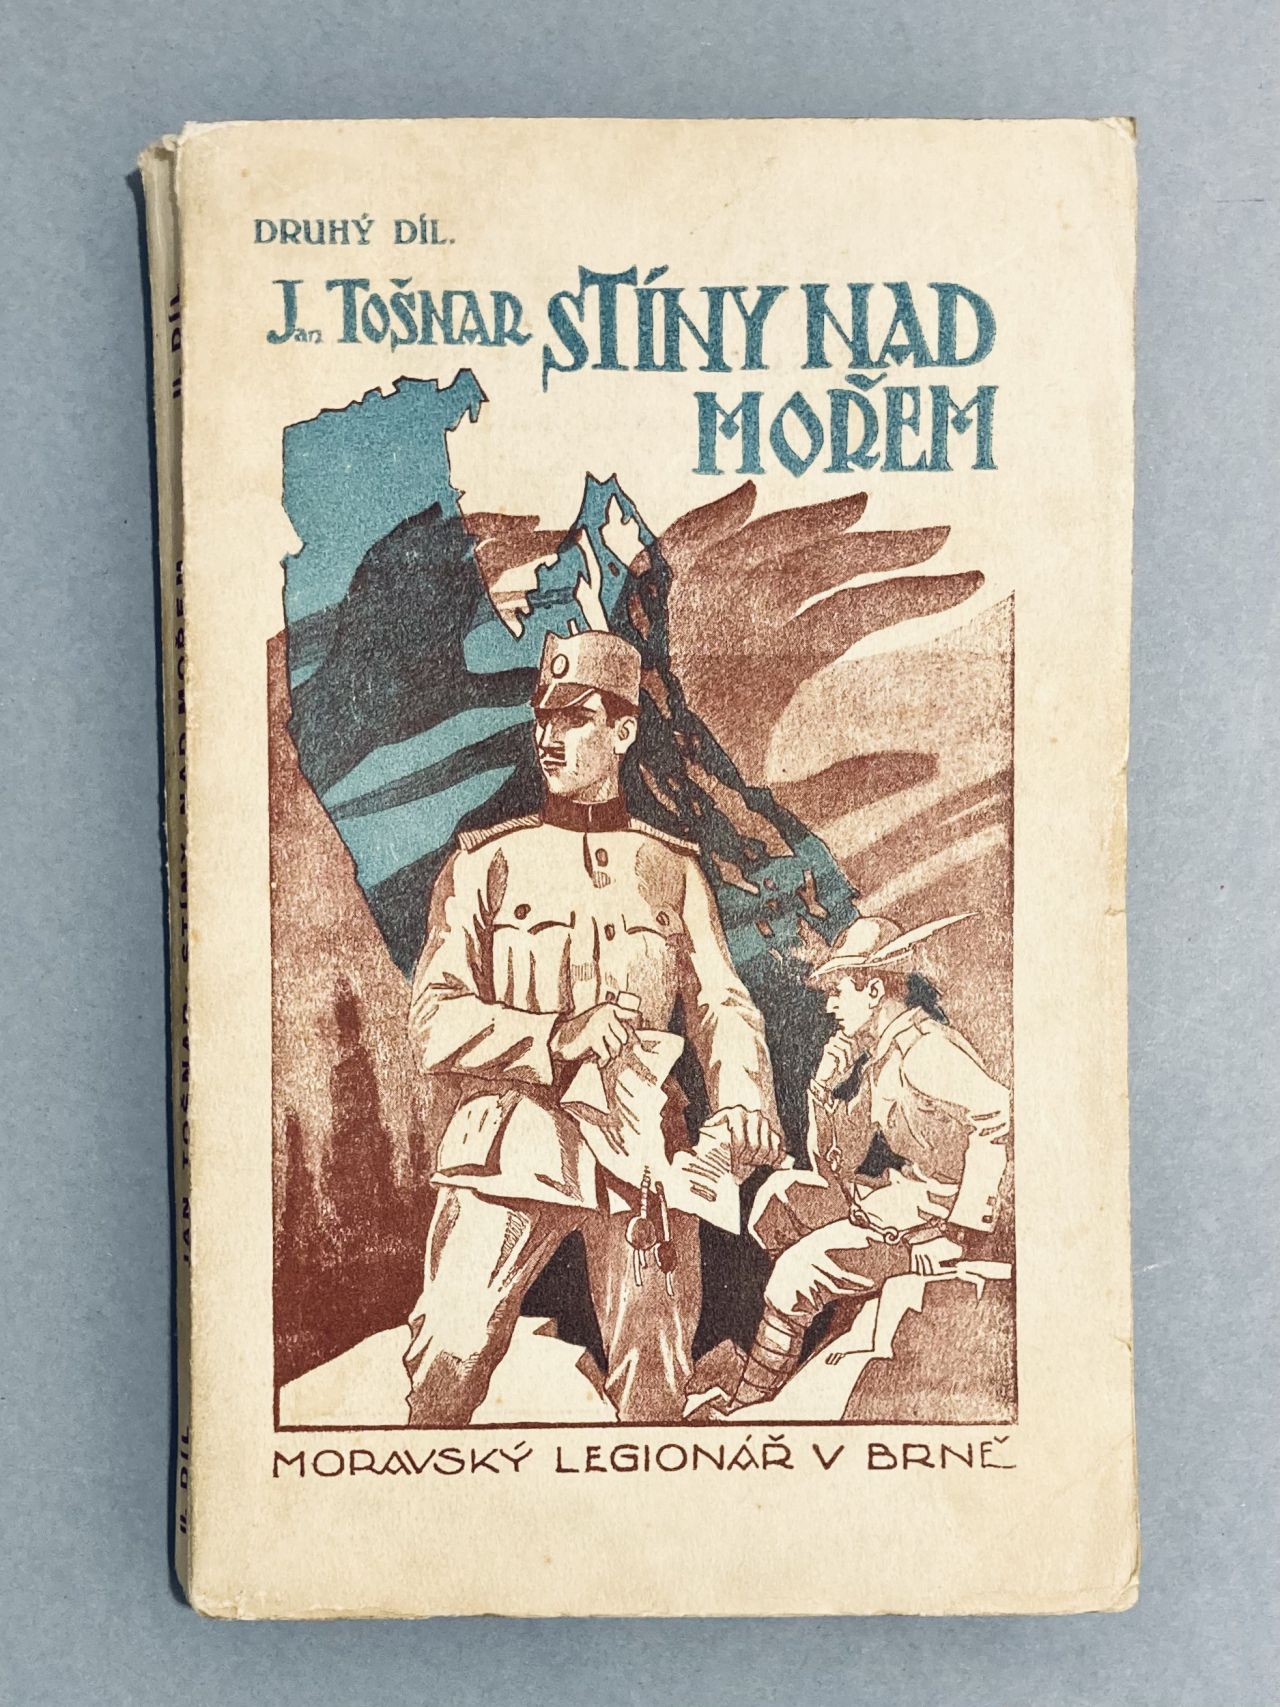 DRUHÝ DÍL.
Jan TOŠNAR STÍNY NAD
MOŘEM
MORAVSKÝ LEGIONÁŘ V BRNĚ
II. DÍL JAN TOŠNAR: STÍNY NAD MOŘEM II. DÍL